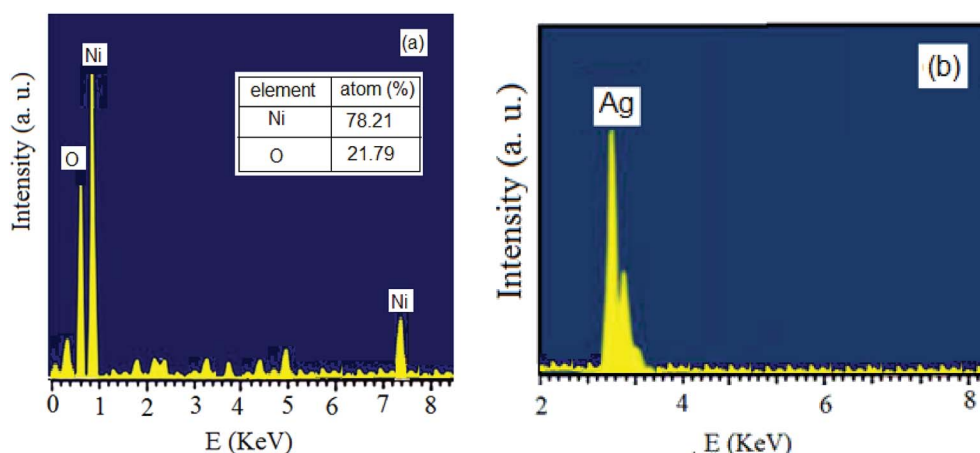 (a)
Ni
element atom (%)
Ni 78.21
O 21.79
O
Ni
Intensity (a. u.)
0 1 2 3 4 5 6 7 8
E (KeV)
(b)
Ag
Intensity (a. u.)
2 4 6 8
E (KeV)